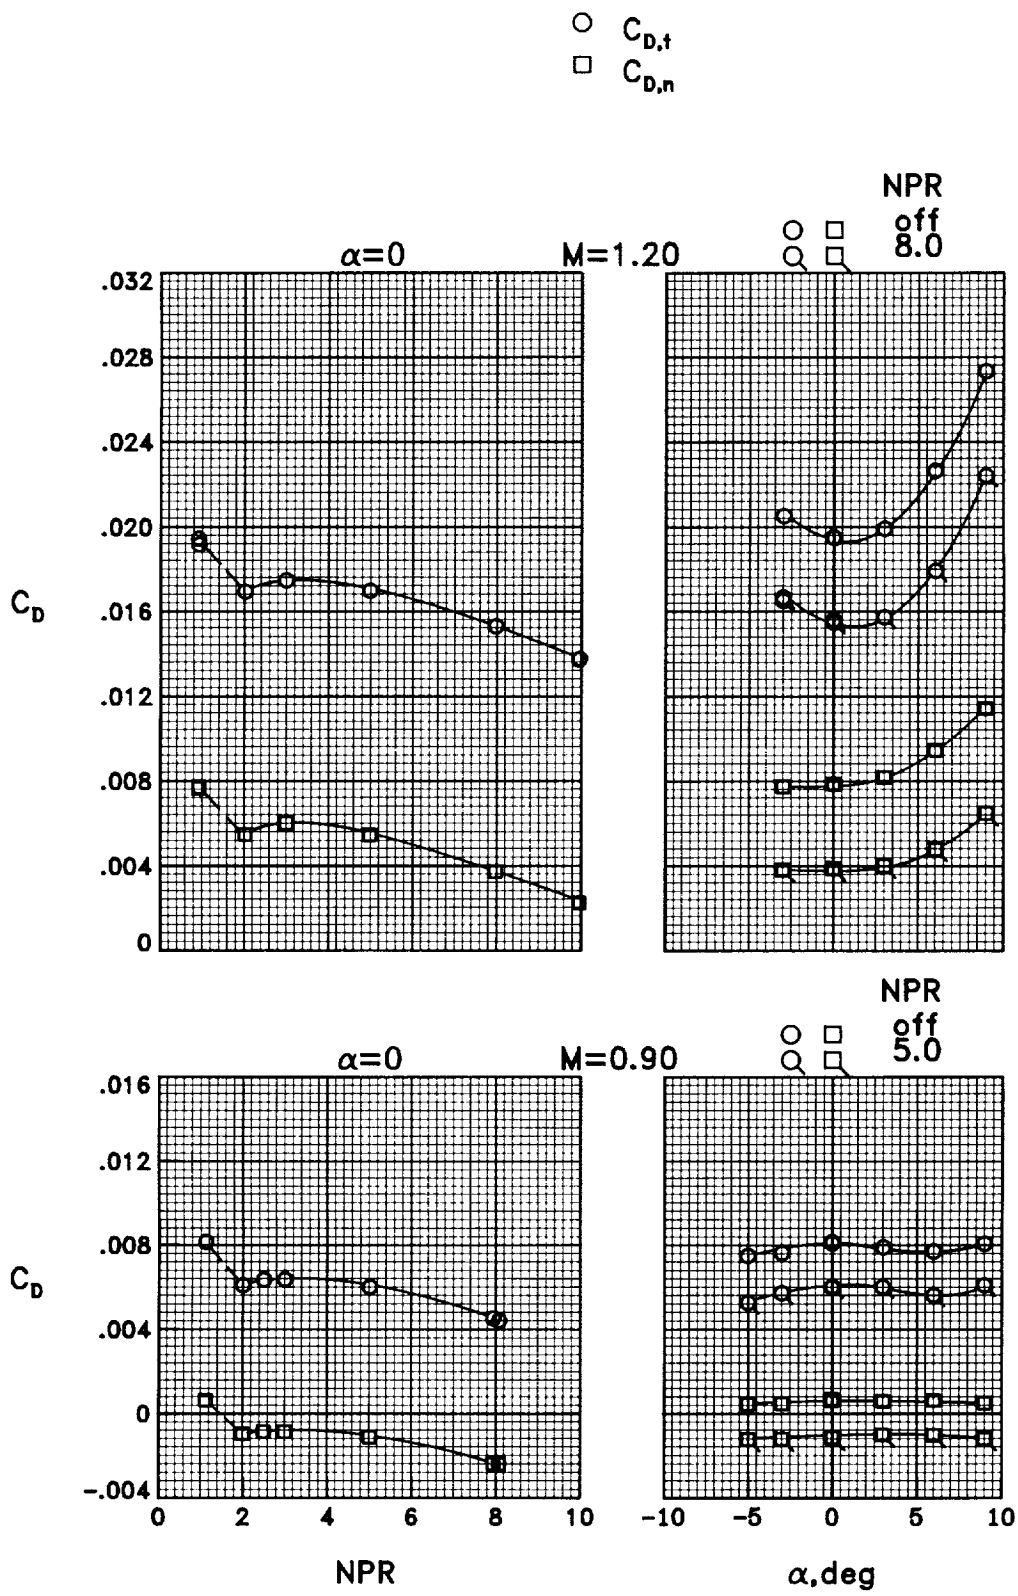 C_D,t
C_D,n
NPR
off
α=0 M=1.20 8.0
.032
.028
.024
.020
C_D
.016
.012
.008
.004
0
NPR
off
α=0 M=0.90 5.0
.016
.012
.008
C_D
.004
0
-.004
0 2 4 6 8 10 -10 -5 0 5 10
NPR α,deg